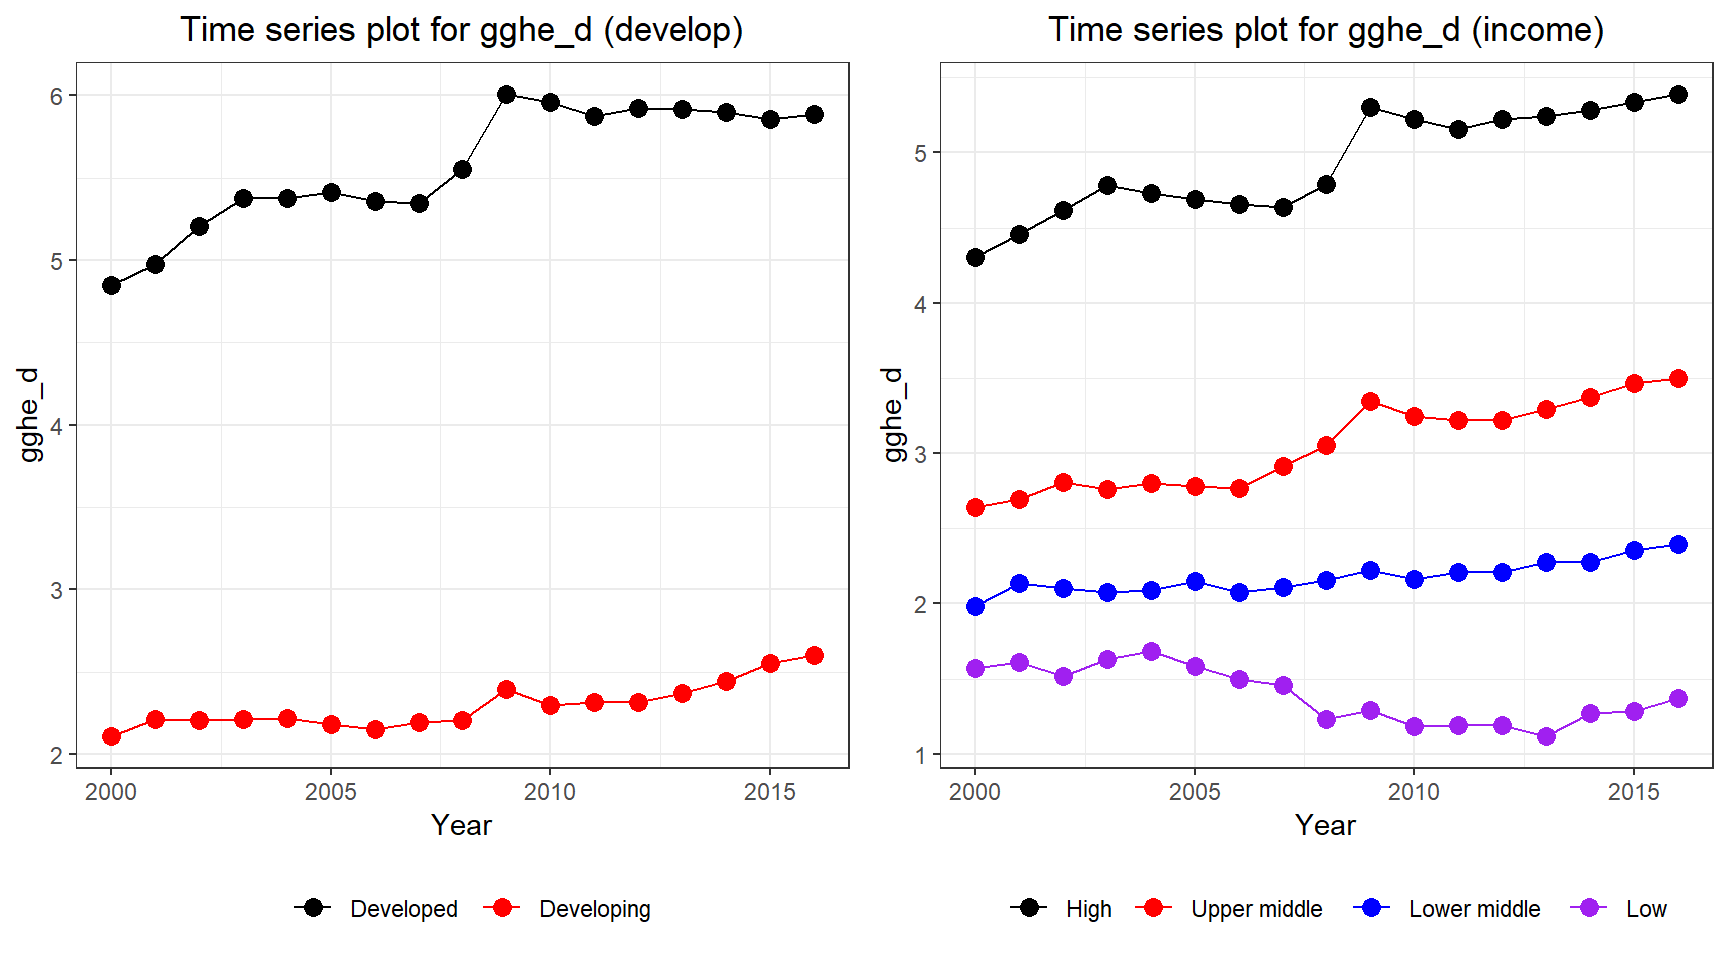 Time series plot for gghe_d (develop)
gghe_d
6
5
4
3
2
2000 2005 2010 2015
Year
Developed Developing
Time series plot for gghe_d (income)
gghe_d
5
4
3
2
1
2000 2005 2010 2015
Year
High Upper middle Lower middle Low